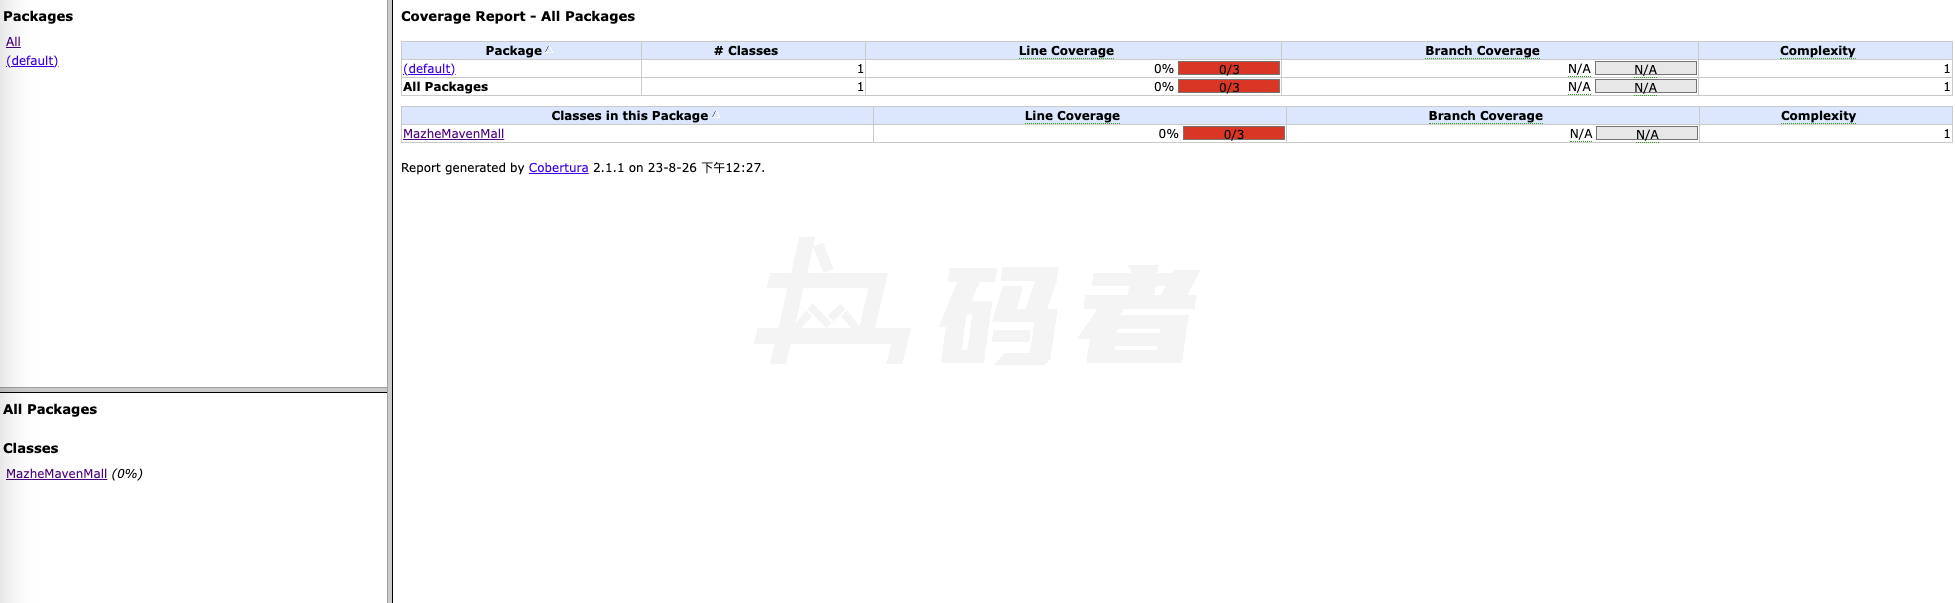 Packages
All
(default)
All Packages
Classes
MazheMavenMall (0%)
Coverage Report - All Packages
Package # Classes Line Coverage Branch Coverage Complexity
(default) 1 0% 0/3 N/A N/A 1
All Packages 1 0% 0/3 N/A N/A 1
Classes in this Package Line Coverage Branch Coverage Complexity
MazheMavenMall 0% 0/3 N/A N/A 1
Report generated by Cobertura 2.1.1 on 23-8-26 下午12:27.
码者